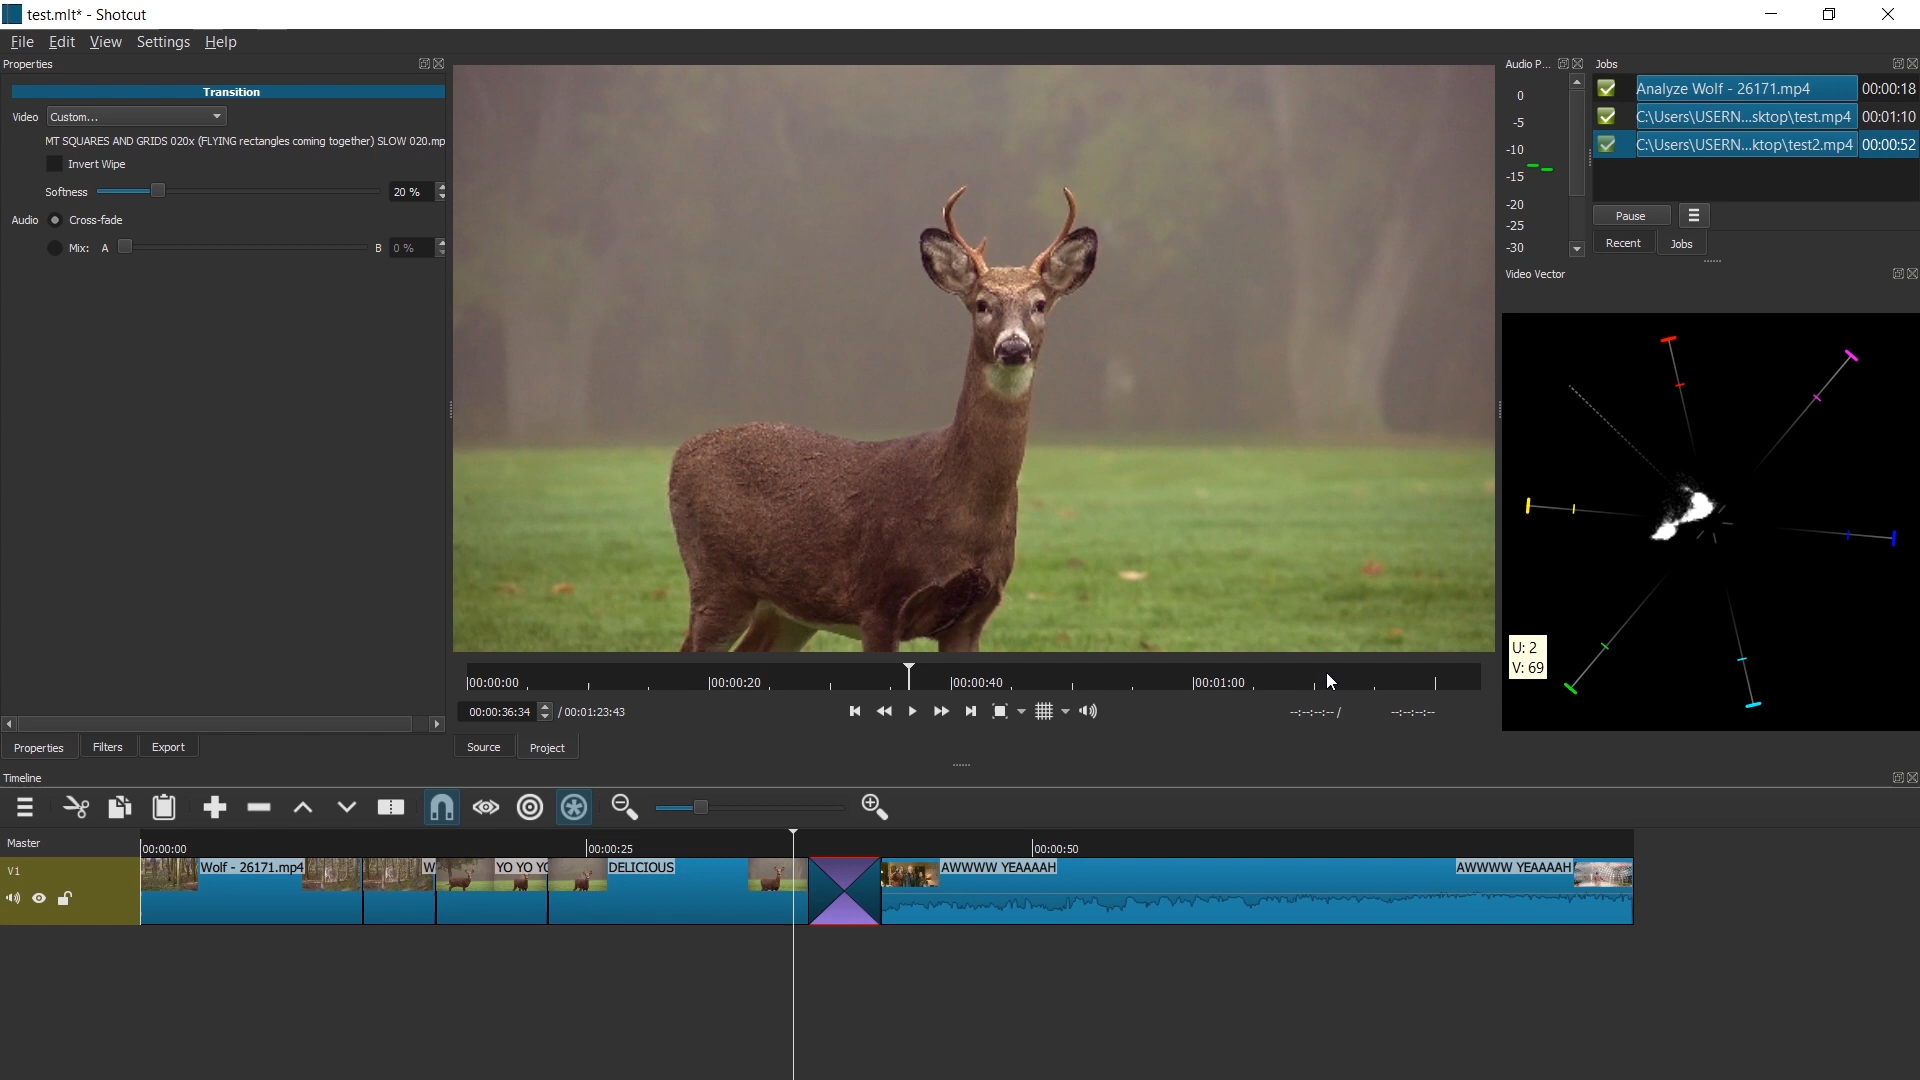 test.mlt* - Shotcut
File Edit View Settings Help
Properties
Transition
Video Custom...
MT SQUARES AND GRIDS 020x (FLYING rectangles coming together) SLOW 020.mp
Invert Wipe
Softness 20 %
Audio Cross-fade
Mix: A B 0 %
Properties Filters Export
00:00:00 00:00:20 00:00:40 00:01:00
00:00:36:34 / 00:01:23:43 --:--:--:-- / --:--:--:--
Source Project
Audio P...
0
-5
-10
-15
-20
-25
-30
Jobs
Analyze Wolf - 26171.mp4 00:00:18
C:\Users\USERN...sktop\test.mp4 00:01:10
C:\Users\USERN...ktop\test2.mp4 00:00:52
Pause
Recent Jobs
Video Vector
U: 2
V: 69
Timeline
Master
00:00:00 00:00:25 00:00:50
V1
Wolf - 26171.mp4 W YO YO YO DELICIOUS AWWWW YEAAAAH AWWWW YEAAAAH